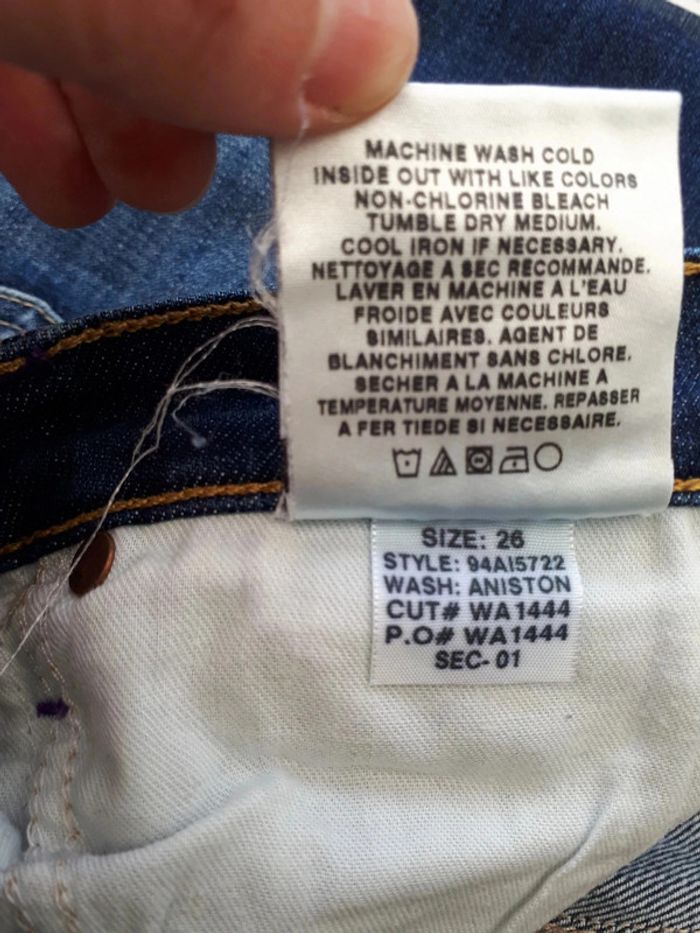 MACHINE WASH COLD
INSIDE OUT WITH LIKE COLORS
NON-CHLORINE BLEACH
TUMBLE DRY MEDIUM.
COOL IRON IF NECESSARY.
NETTOYAGE A SEC RECOMMANDE.
LAVER EN MACHINE A L'EAU
FROIDE AVEC COULEURS
SIMILAIRES. AGENT DE
BLANCHIMENT SANS CHLORE.
SECHER A LA MACHINE A
TEMPERATURE MOYENNE. REPASSER
A FER TIEDE SI NECESSAIRE.
SIZE: 26
STYLE: 94AI5722
WASH: ANISTON
CUT# WA1444
P.O# WA1444
SEC- 01